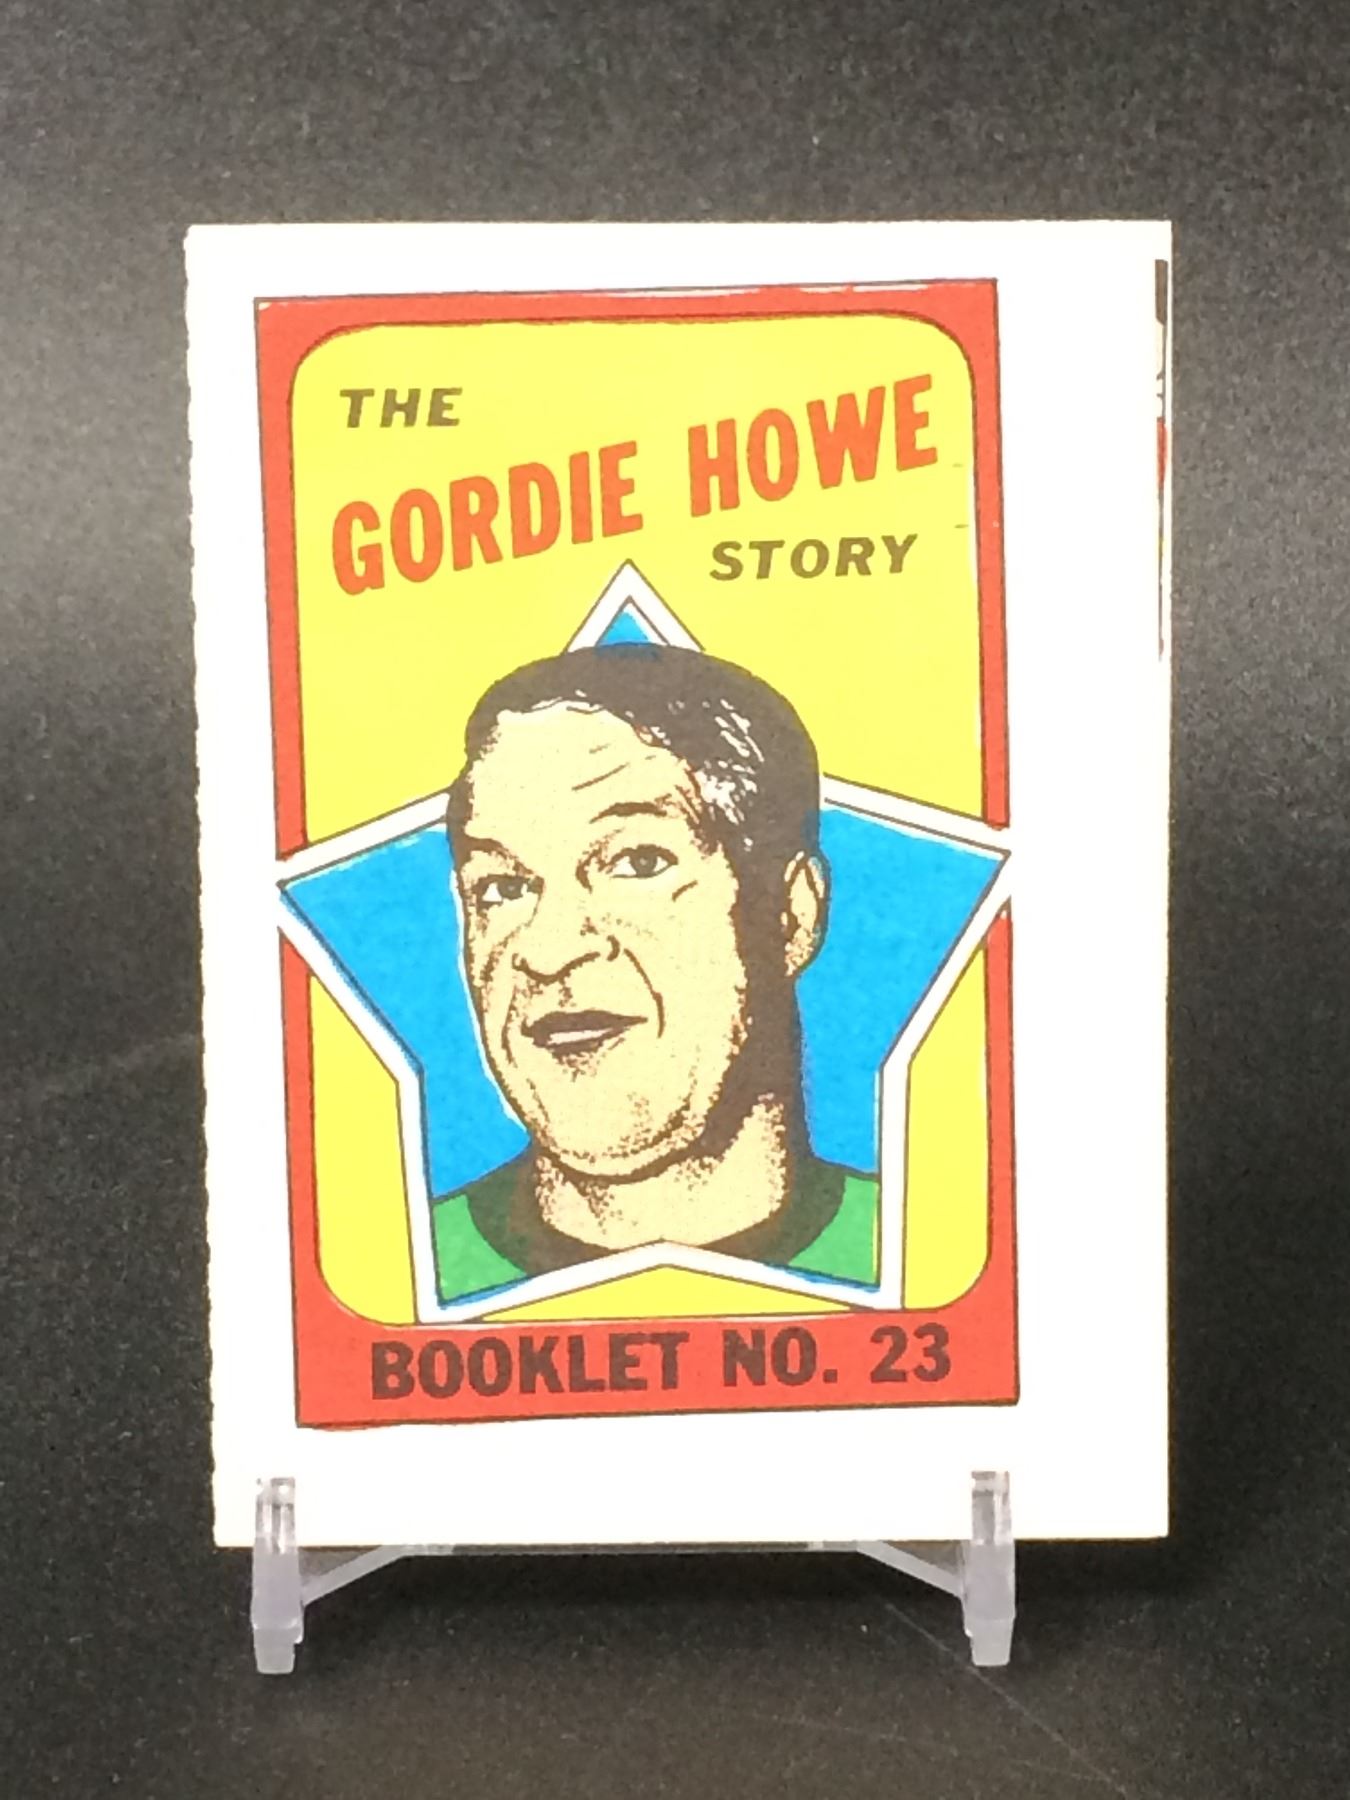 THE
GORDIE HOWE
STORY
BOOKLET NO. 23